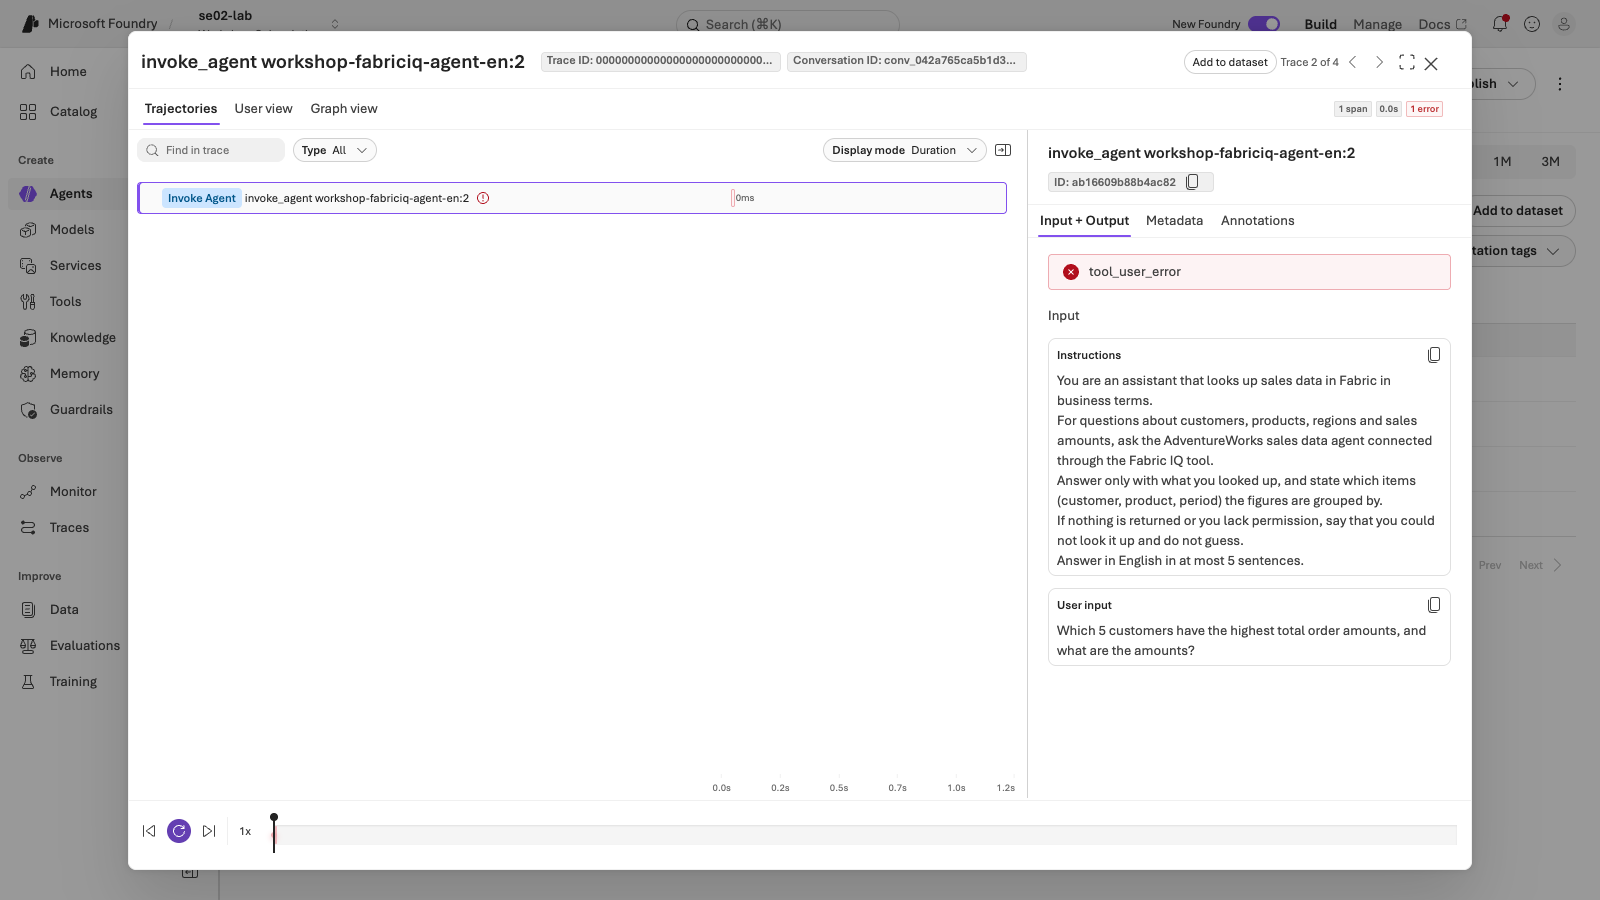 Microsoft Foundry
/
se02-lab
Search (⌘K)
New Foundry
Build
Manage
Docs
Home
Catalog
Create
Agents
Models
Services
Tools
Knowledge
Memory
Guardrails
Observe
Monitor
Traces
Improve
Data
Evaluations
Training
invoke_agent workshop-fabriciq-agent-en:2
Trace ID: 00000000000000000000000000...
Conversation ID: conv_042a765ca5b1d3...
Add to dataset
Trace 2 of 4
Trajectories
User view
Graph view
1 span
0.0s
1 error
Find in trace
Type All
Display mode Duration
Invoke Agent invoke_agent workshop-fabriciq-agent-en:2
0ms
0.0s
0.2s
0.5s
0.7s
1.0s
1.2s
1x
invoke_agent workshop-fabriciq-agent-en:2
ID: ab16609b88b4ac82
Input + Output
Metadata
Annotations
tool_user_error
Input
Instructions
You are an assistant that looks up sales data in Fabric in
business terms.
For questions about customers, products, regions and sales
amounts, ask the AdventureWorks sales data agent connected
through the Fabric IQ tool.
Answer only with what you looked up, and state which items
(customer, product, period) the figures are grouped by.
If nothing is returned or you lack permission, say that you could
not look it up and do not guess.
Answer in English in at most 5 sentences.
User input
Which 5 customers have the highest total order amounts, and
what are the amounts?
lish
1M
3M
Add to dataset
tation tags
Prev
Next